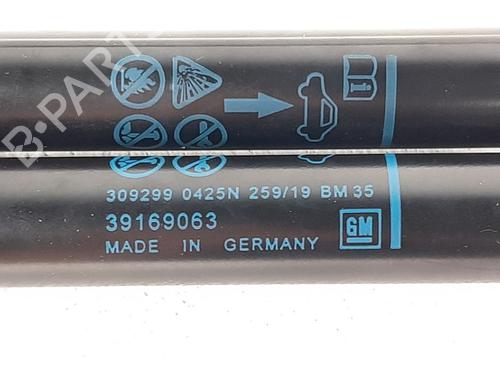 B-PARTS
i
309299 0425N 259/19 BM 35
39169063
MADE IN GERMANY
GM